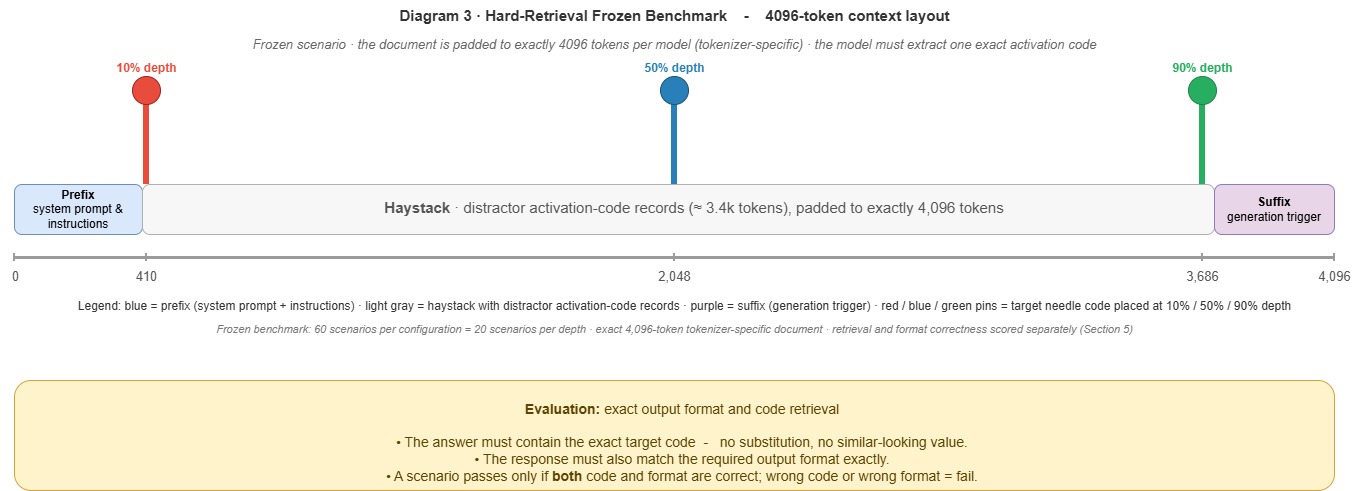 Diagram 3 · Hard-Retrieval Frozen Benchmark - 4096-token context layout
Frozen scenario · the document is padded to exactly 4096 tokens per model (tokenizer-specific) · the model must extract one exact activation code
10% depth
50% depth
90% depth
Prefix
system prompt &
instructions
Haystack · distractor activation-code records (≈ 3.4k tokens), padded to exactly 4,096 tokens
Suffix
generation trigger
0
410
2,048
3,686
4,096
Legend: blue = prefix (system prompt + instructions) · light gray = haystack with distractor activation-code records · purple = suffix (generation trigger) · red / blue / green pins = target needle code placed at 10% / 50% / 90% depth
Frozen benchmark: 60 scenarios per configuration = 20 scenarios per depth · exact 4,096-token tokenizer-specific document · retrieval and format correctness scored separately (Section 5)
Evaluation: exact output format and code retrieval
• The answer must contain the exact target code - no substitution, no similar-looking value.
• The response must also match the required output format exactly.
• A scenario passes only if both code and format are correct; wrong code or wrong format = fail.